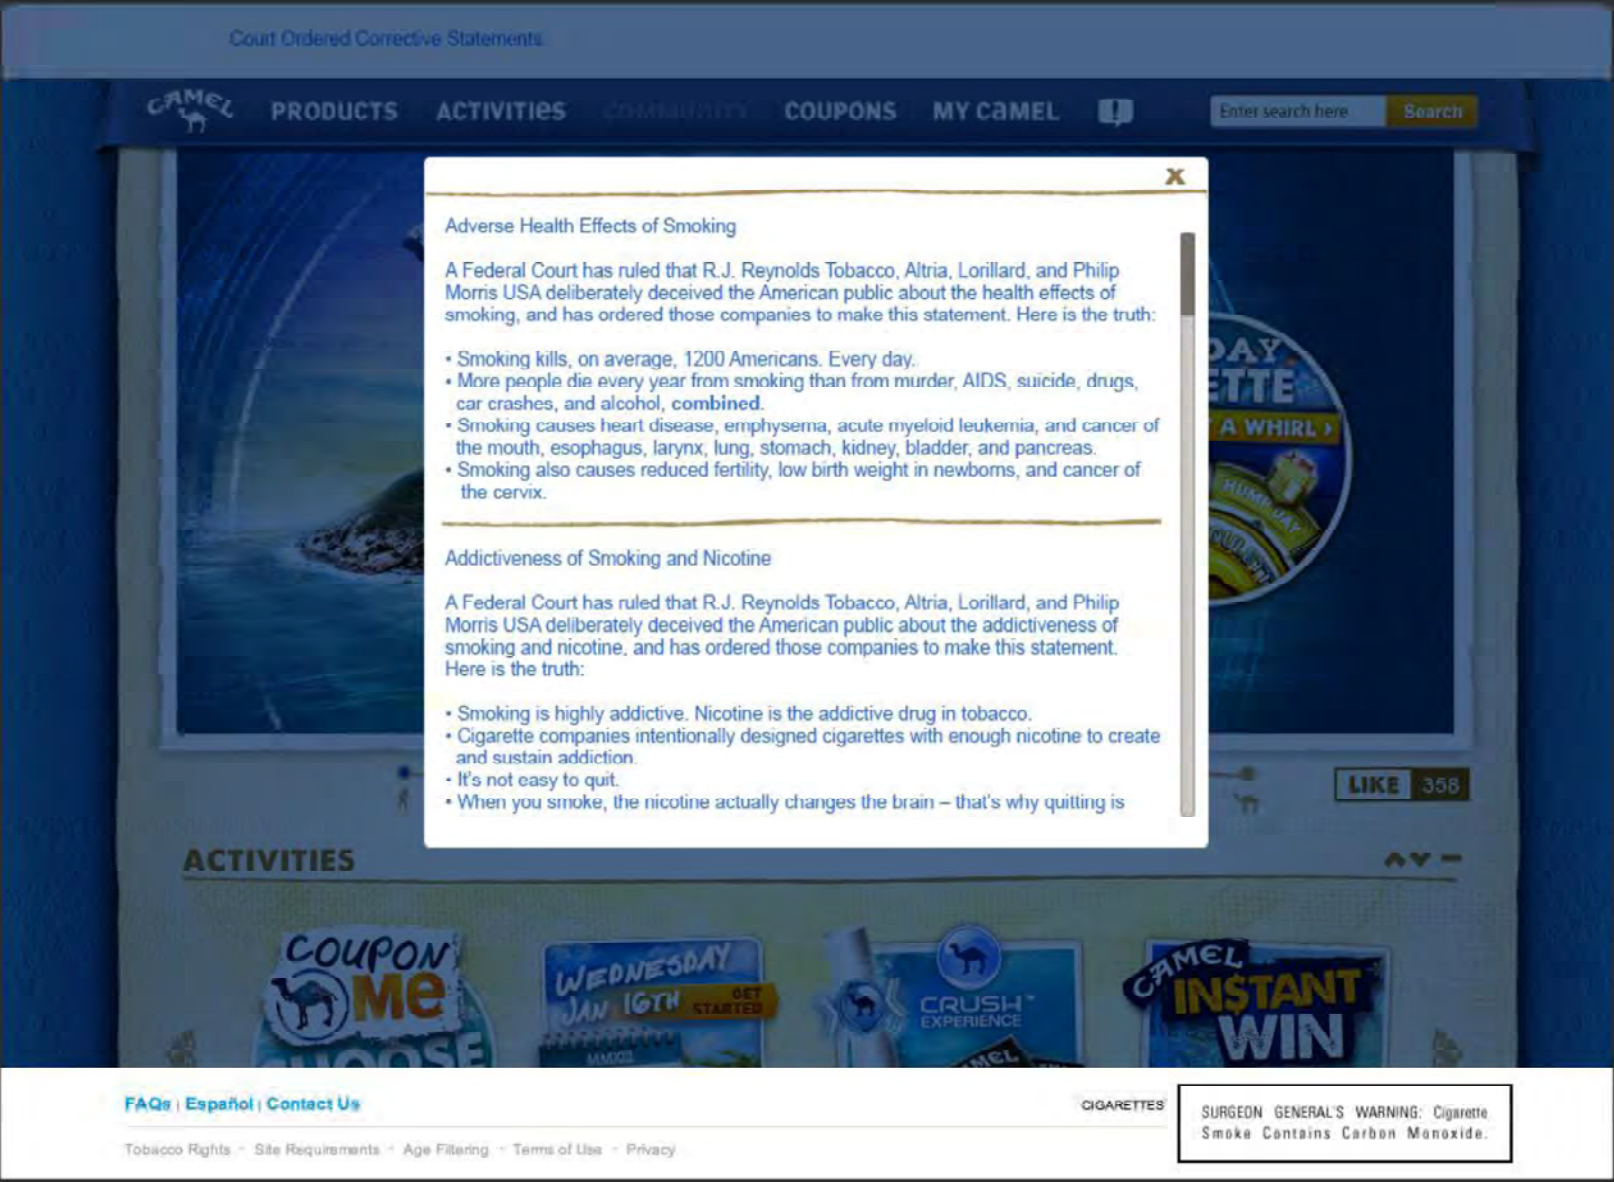 Court Ordered Corrective Statements
CAMEL PRODUCTS ACTIVITIES COMMUNITY COUPONS MY CAMEL ! Enter search here Search
X
Adverse Health Effects of Smoking
A Federal Court has ruled that R.J. Reynolds Tobacco, Altria, Lorillard, and Philip
Morris USA deliberately deceived the American public about the health effects of
smoking, and has ordered those companies to make this statement. Here is the truth:
• Smoking kills, on average, 1200 Americans. Every day.
• More people die every year from smoking than from murder, AIDS, suicide, drugs,
car crashes, and alcohol, combined.
• Smoking causes heart disease, emphysema, acute myeloid leukemia, and cancer of
the mouth, esophagus, larynx, lung, stomach, kidney, bladder, and pancreas.
• Smoking also causes reduced fertility, low birth weight in newborns, and cancer of
the cervix.
Addictiveness of Smoking and Nicotine
A Federal Court has ruled that R.J. Reynolds Tobacco, Altria, Lorillard, and Philip
Morris USA deliberately deceived the American public about the addictiveness of
smoking and nicotine, and has ordered those companies to make this statement.
Here is the truth:
• Smoking is highly addictive. Nicotine is the addictive drug in tobacco.
• Cigarette companies intentionally designed cigarettes with enough nicotine to create
and sustain addiction.
• It's not easy to quit.
• When you smoke, the nicotine actually changes the brain – that's why quitting is
DAY
ETTE
A WHIRL ›
HUMP DAY
LIKE 358
ACTIVITIES
COUPON
Me
CHOOSE
WEDNESDAY
JAN 16TH
GET
STARTED
CRUSH™
EXPERIENCE
CAMEL
CAMEL
IN$TANT
WIN
FAQs | Español | Contact Us
CIGARETTES
SURGEON GENERAL'S WARNING: Cigarette
Smoke Contains Carbon Monoxide.
Tobacco Rights - Site Requirements - Age Filtering - Terms of Use - Privacy